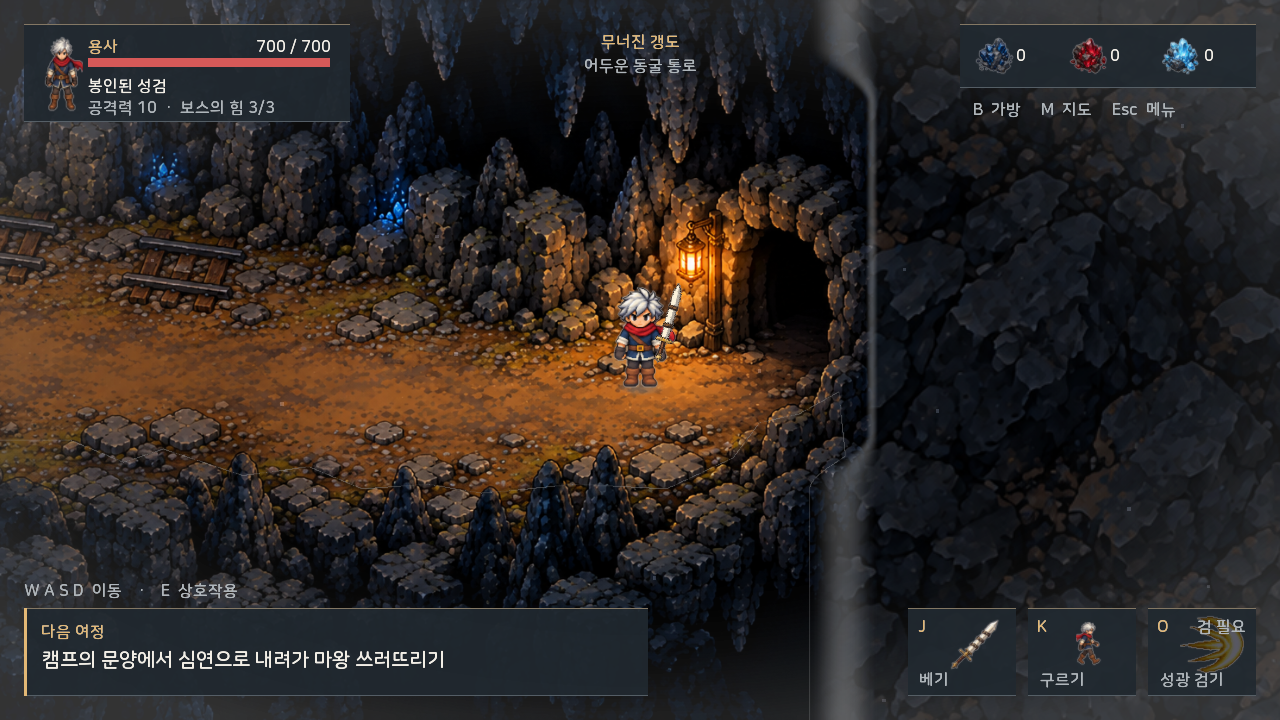 용사 700 / 700
봉인된 성검
공격력 10 · 보스의 힘 3/3
무너진 갱도
어두운 동굴 통로
0 0 0
B 가방 M 지도 Esc 메뉴
W A S D 이동 · E 상호작용
다음 여정
캠프의 문양에서 심연으로 내려가 마왕 쓰러뜨리기
J 베기
K 구르기
O 검 필요
성광 검기